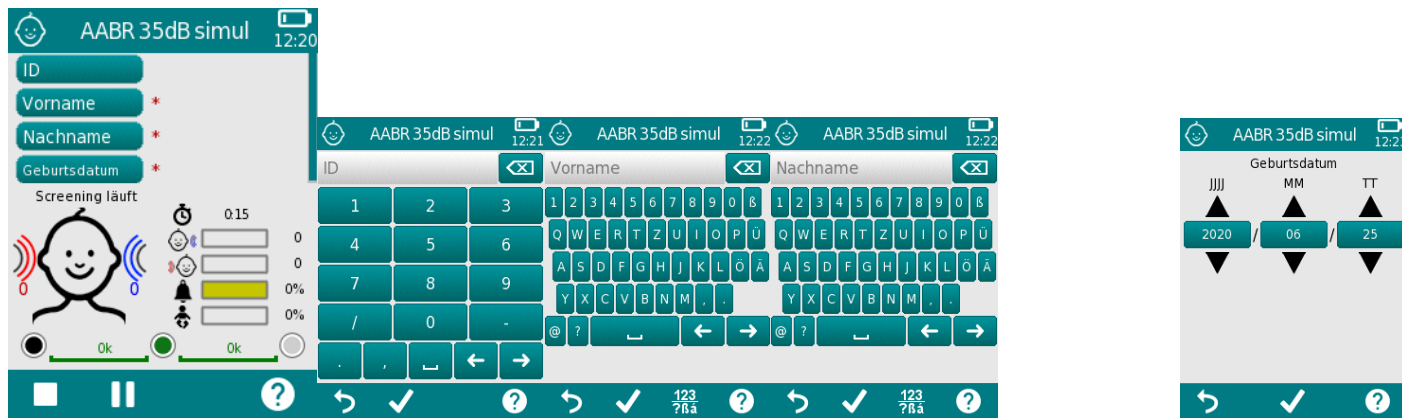 AABR 35dB simul 12:20
ID
Vorname *
Nachname *
Geburtsdatum *
Screening läuft
0:15
0
0
0%
0%
0 0
Ok Ok
?
AABR 35dB simul 12:21
ID
1 2 3
4 5 6
7 8 9
/ 0 -
. ,
?
AABR 35dB simul 12:22
Vorname
1 2 3 4 5 6 7 8 9 0 ß
Q W E R T Z U I O P Ü
A S D F G H J K L Ö Ä
Y X C V B N M , .
@ ?
123
?ßá
?
AABR 35dB simul 12:22
Nachname
1 2 3 4 5 6 7 8 9 0 ß
Q W E R T Z U I O P Ü
A S D F G H J K L Ö Ä
Y X C V B N M , .
@ ?
123
?ßá
?
AABR 35dB simul
Geburtsdatum
JJJJ MM TT
2020 / 06 / 25
?